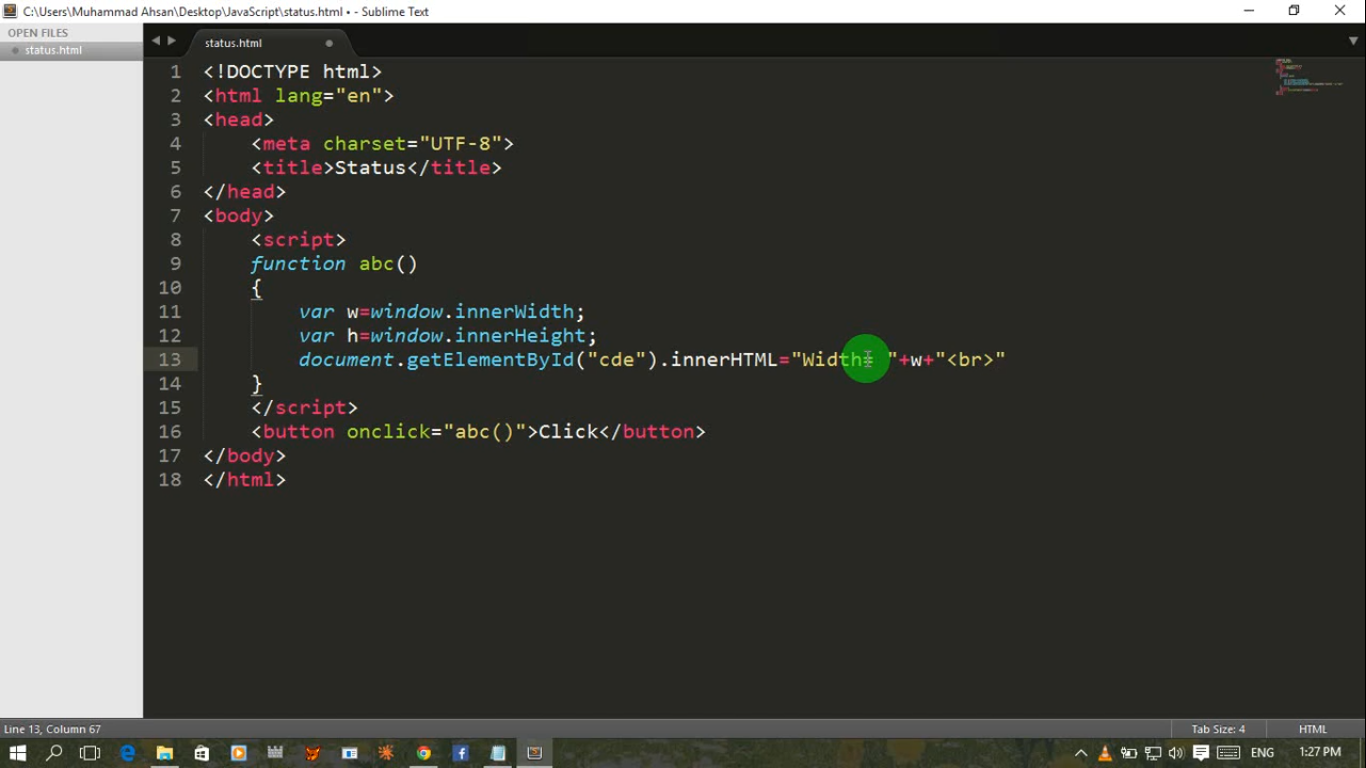 C:\Users\Muhammad Ahsan\Desktop\JavaScript\status.html • - Sublime Text
OPEN FILES
status.html
status.html
1 <!DOCTYPE html>
2 <html lang="en">
3 <head>
4     <meta charset="UTF-8">
5     <title>Status</title>
6 </head>
7 <body>
8     <script>
9     function abc()
10     {
11         var w=window.innerWidth;
12         var h=window.innerHeight;
13         document.getElementById("cde").innerHTML="Width= "+w+"<br>"
14     }
15     </script>
16     <button onclick="abc()">Click</button>
17 </body>
18 </html>
Line 13, Column 67
Tab Size: 4
HTML
ENG
1:27 PM